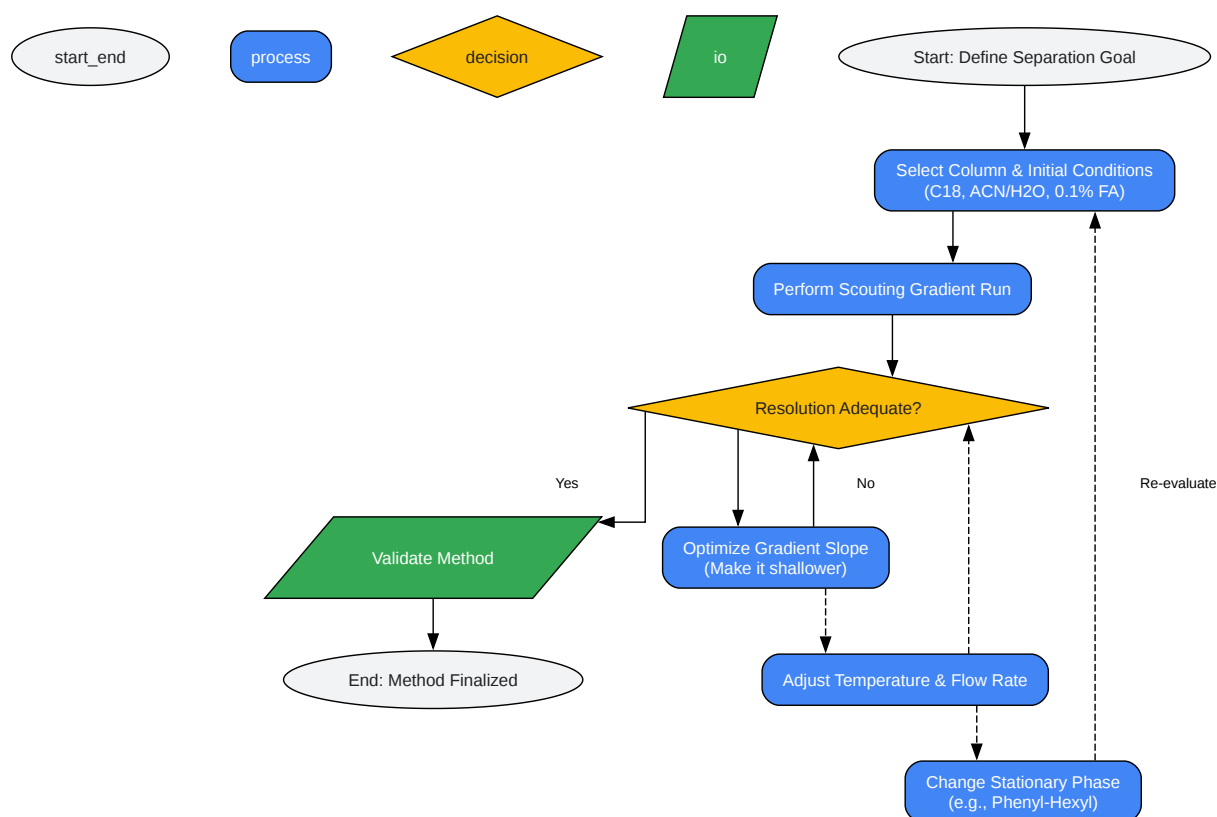 start_end
process
decision
io
Start: Define Separation Goal
Select Column & Initial Conditions
(C18, ACN/H2O, 0.1% FA)
Perform Scouting Gradient Run
Resolution Adequate?
Yes
No
Re-evaluate
Validate Method
Optimize Gradient Slope
(Make it shallower)
End: Method Finalized
Adjust Temperature & Flow Rate
Change Stationary Phase
(e.g., Phenyl-Hexyl)